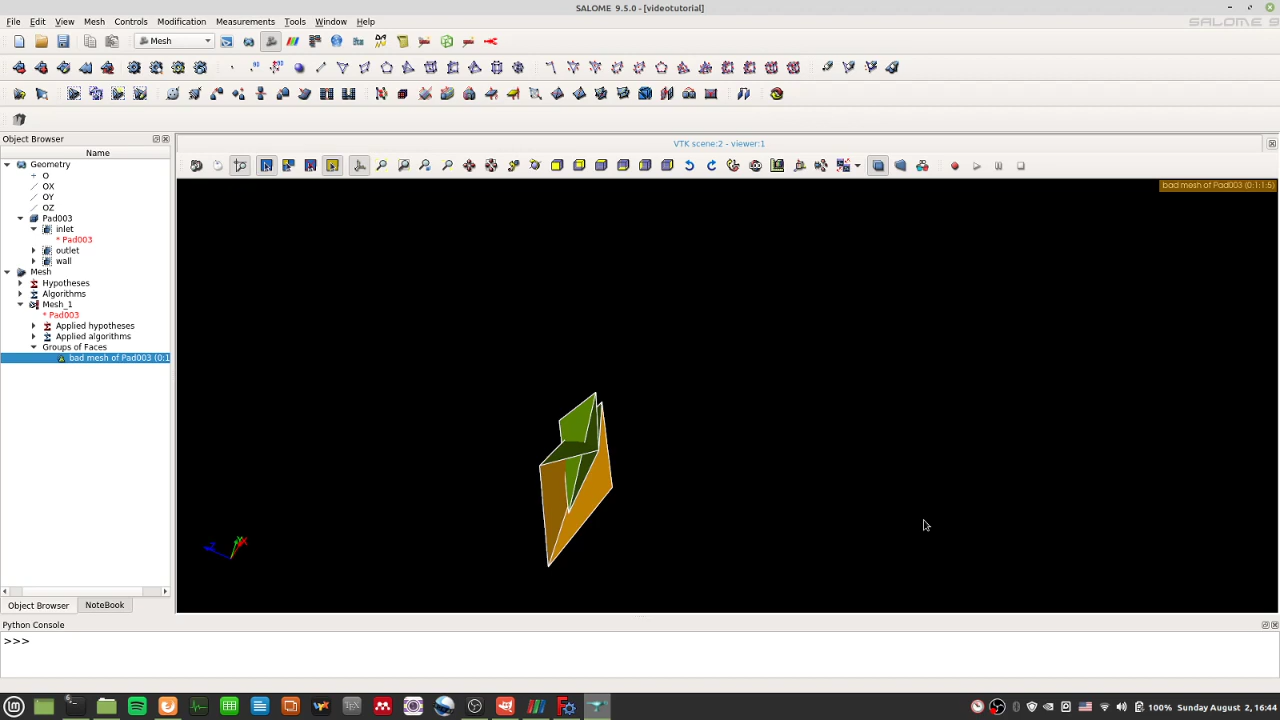 SALOME 9.5.0 - [videotutorial]
File Edit View Mesh Controls Modification Measurements Tools Window Help
SALOME 9
Mesh
Object Browser
VTK scene:2 - viewer:1
Name
bad mesh of Pad003 (0:1:1:5)
Geometry
O
OX
OY
OZ
Pad003
inlet
* Pad003
outlet
wall
Mesh
Hypotheses
Algorithms
Mesh_1
* Pad003
Applied hypotheses
Applied algorithms
Groups of Faces
bad mesh of Pad003 (0:1
Z Y X
Object Browser NoteBook
Python Console
>>>
100% Sunday August 2, 16:44